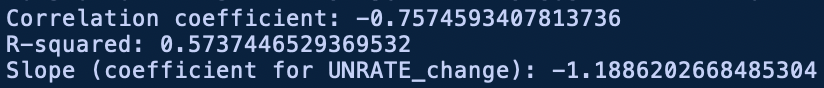 Correlation coefficient: -0.7574593407813736
R-squared: 0.5737446529369532
Slope (coefficient for UNRATE_change): -1.1886202668485304